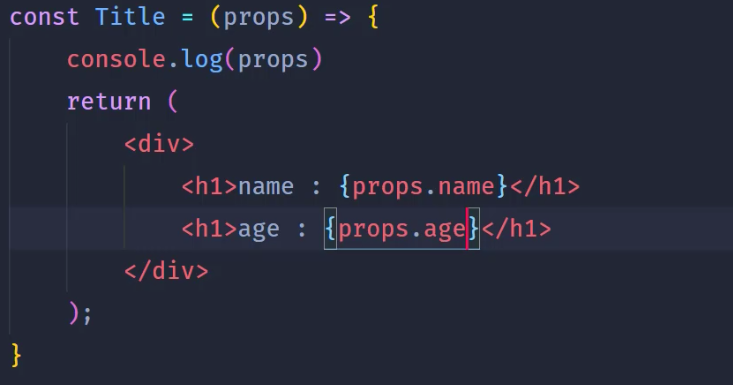 const Title = (props) => {
console.log(props)
return (
<div>
<h1>name : {props.name}</h1>
<h1>age : {props.age}</h1>
</div>
);
}